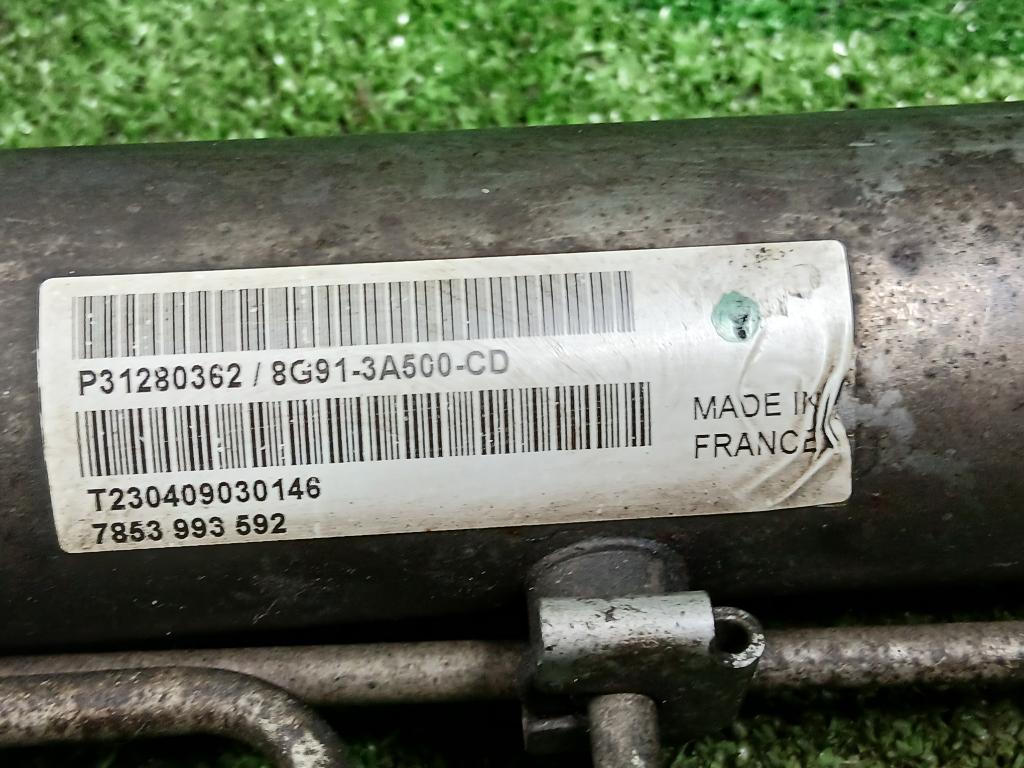 P31280362 / 8G91-3A500-CD
T230409030146
7853 993 592
MADE IN
FRANCE